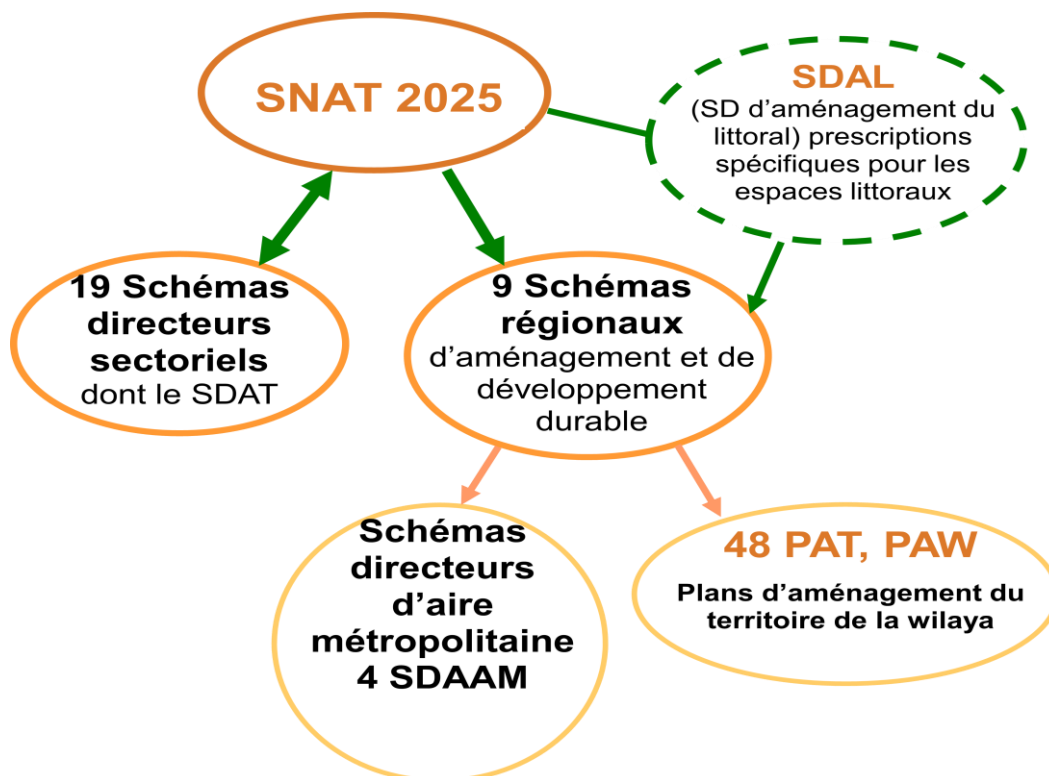 SNAT 2025
SDAL
(SD d’aménagement du
littoral) prescriptions
spécifiques pour les
espaces littoraux
19 Schémas
directeurs
sectoriels
dont le SDAT
9 Schémas
régionaux
d’aménagement et de
développement
durable
Schémas
directeurs
d’aire
métropolitaine
4 SDAAM
48 PAT, PAW
Plans d’aménagement du
territoire de la wilaya